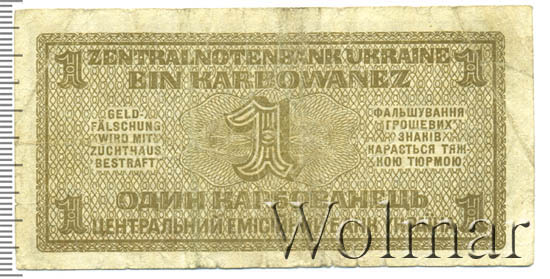 1 ZENTRALNOTENBANK UKRAINE 1
EIN KARBOWANEZ
GELD-
FÄLSCHUNG
WIRD MIT
ZUCHTHAUS
BESTRAFT
1
ФАЛЬШУВАННЯ
ГРОШЕВИХ
ЗНАКІВ
КАРАЄТЬСЯ ТЯЖ-
КОЮ ТЮРМОЮ
ОДИН КАРБОВАНЕЦЬ
1 ЦЕНТРАЛЬНИЙ 1
Wolmar